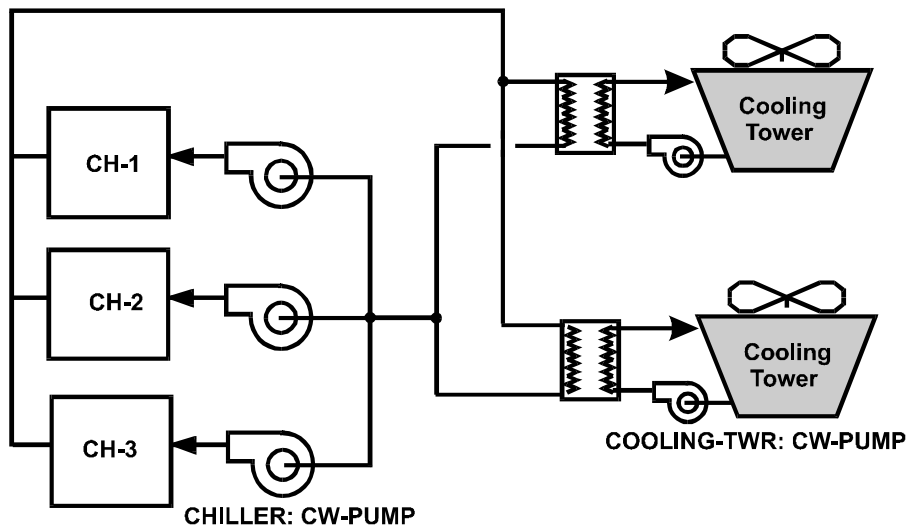 Cooling
Tower
CH-1
CH-2
Cooling
Tower
CH-3
COOLING-TWR: CW-PUMP
CHILLER: CW-PUMP